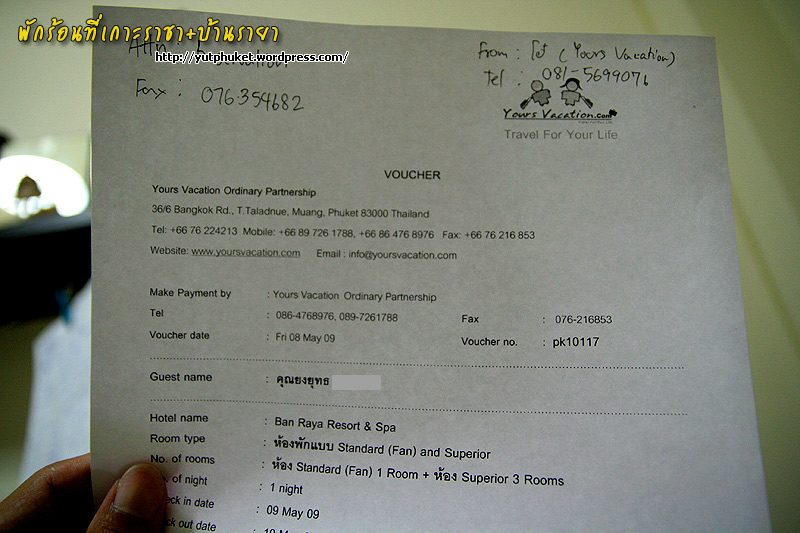 พักร้อนที่เกาะราชา+บ้านรายา
http://yutphuket.wordpress.com/
Attn :
From : โต (Yours Vacation)
Fax : 076-354682
Tel : 081-5699076
Yours Vacation.com
Travel For Your Life
VOUCHER
Yours Vacation Ordinary Partnership
36/6 Bangkok Rd., T.Taladnue, Muang, Phuket 83000 Thailand
Tel: +66 76 224213 Mobile: +66 89 726 1788, +66 86 476 8976 Fax: +66 76 216 853
Website: www.yoursvacation.com Email : info@yoursvacation.com
Make Payment by : Yours Vacation Ordinary Partnership
Tel : 086-4768976, 089-7261788 Fax : 076-216853
Voucher date : Fri 08 May 09 Voucher no. : pk10117
Guest name : คุณยงยุทธ
Hotel name : Ban Raya Resort & Spa
Room type : ห้องพักแบบ Standard (Fan) and Superior
No. of rooms : ห้อง Standard (Fan) 1 Room + ห้อง Superior 3 Rooms
of night : 1 night
in date : 09 May 09
out date